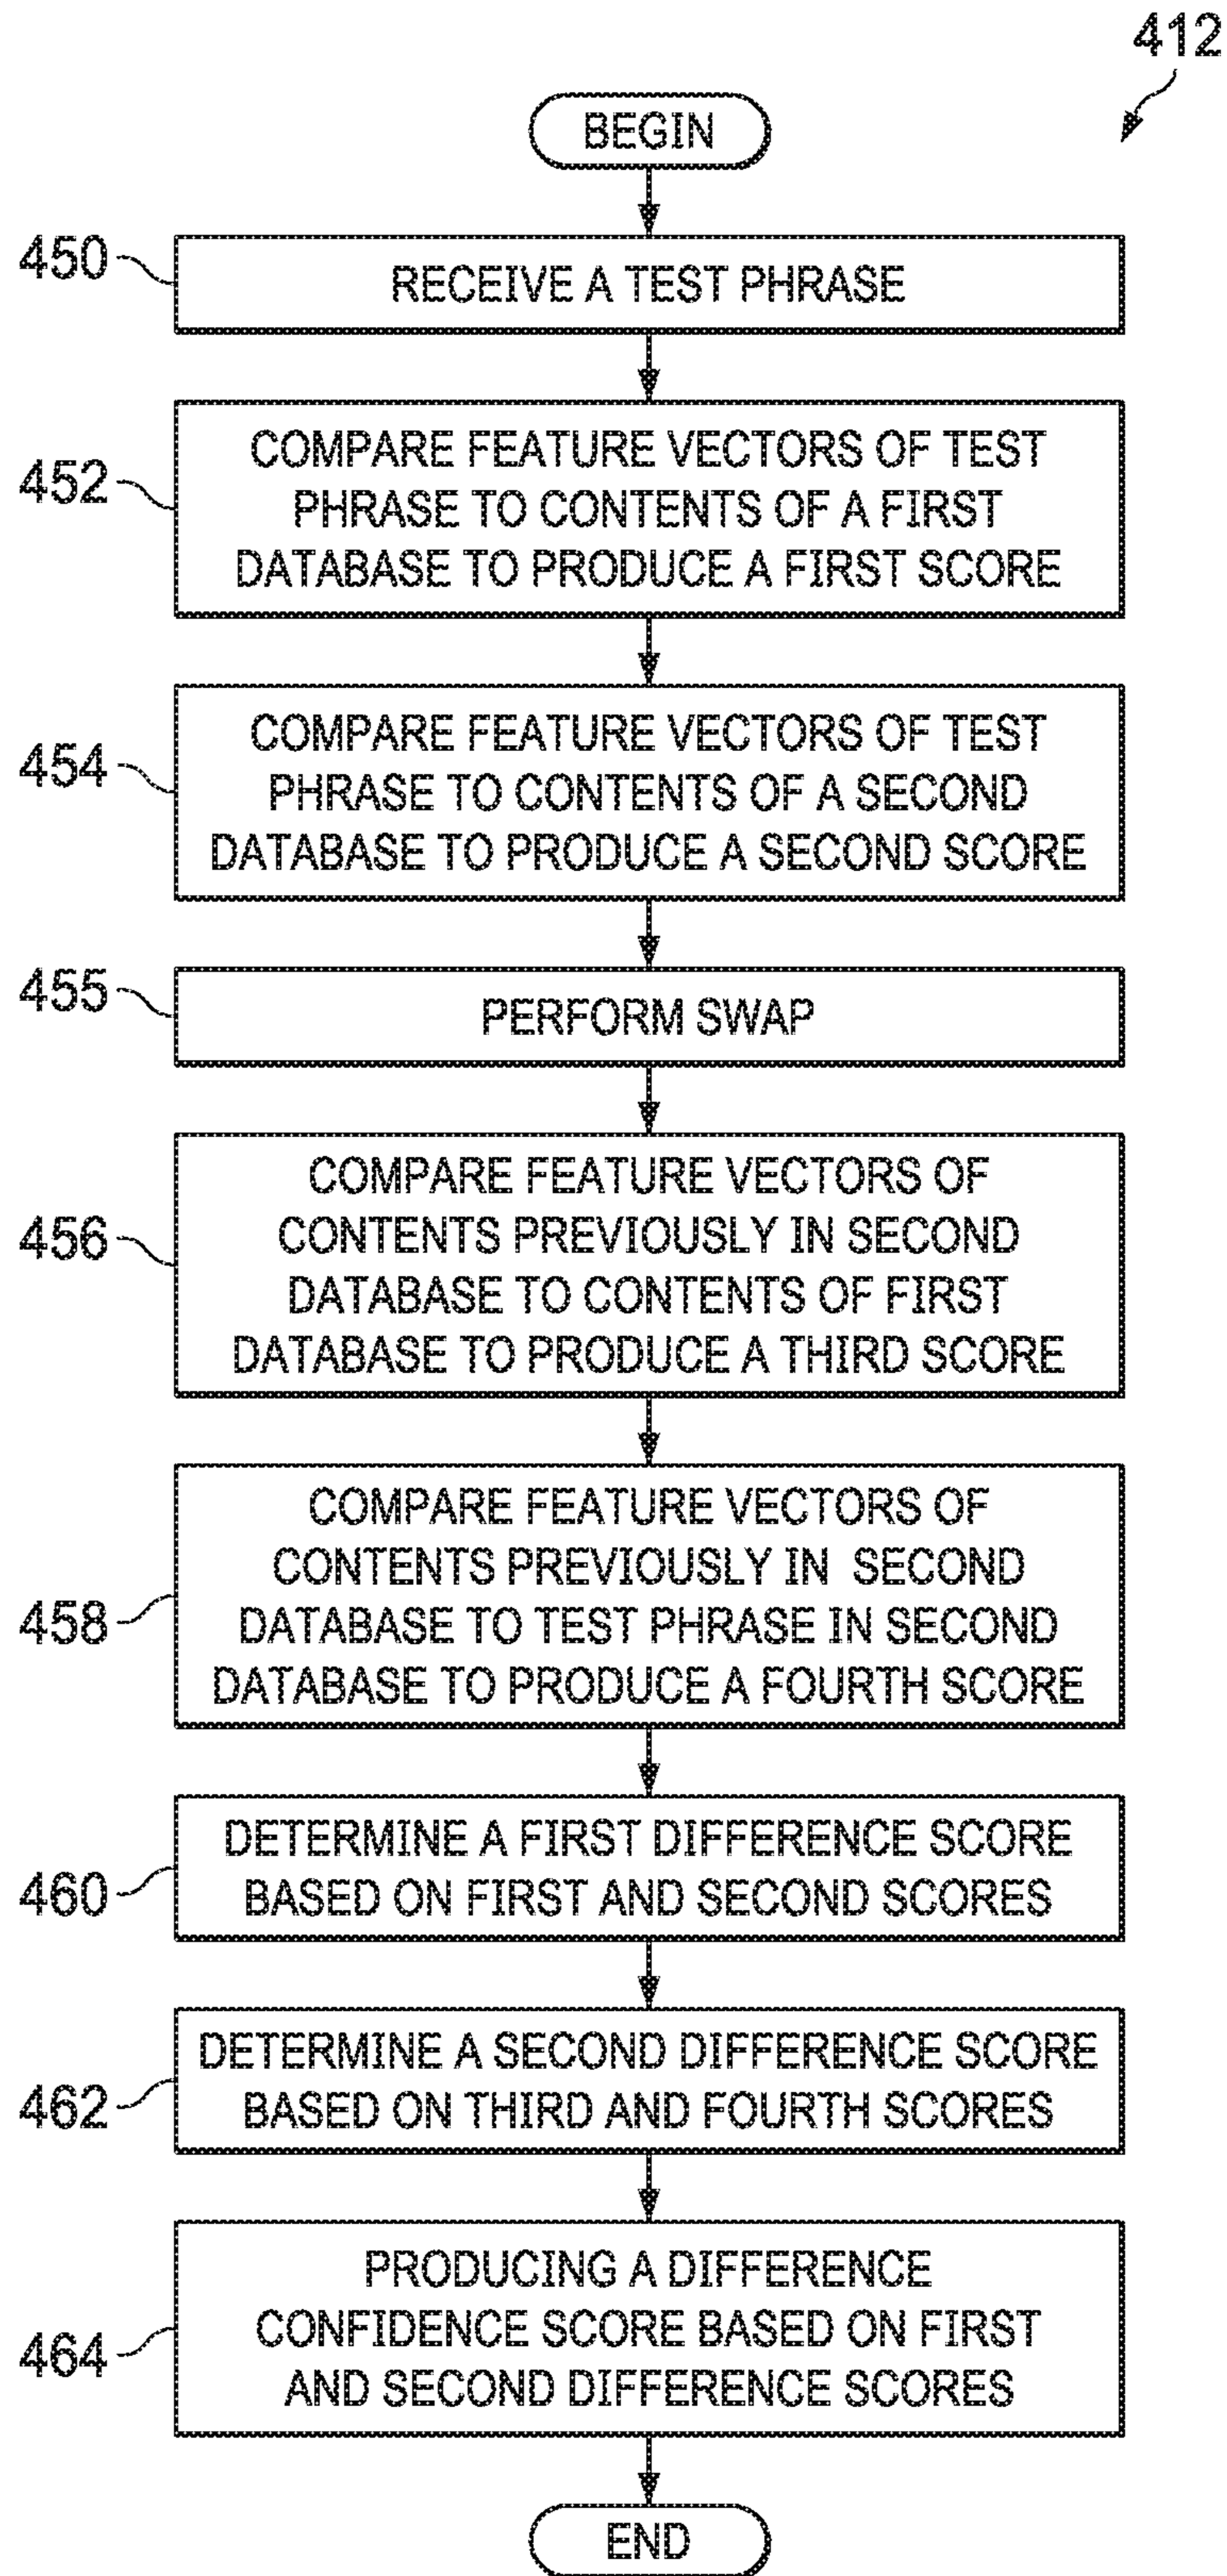 412
BEGIN
450
RECEIVE A TEST PHRASE
452
COMPARE FEATURE VECTORS OF TEST
PHRASE TO CONTENTS OF A FIRST
DATABASE TO PRODUCE A FIRST SCORE
454
COMPARE FEATURE VECTORS OF TEST
PHRASE TO CONTENTS OF A SECOND
DATABASE TO PRODUCE A SECOND SCORE
455
PERFORM SWAP
456
COMPARE FEATURE VECTORS OF
CONTENTS PREVIOUSLY IN SECOND
DATABASE TO CONTENTS OF FIRST
DATABASE TO PRODUCE A THIRD SCORE
458
COMPARE FEATURE VECTORS OF
CONTENTS PREVIOUSLY IN SECOND
DATABASE TO TEST PHRASE IN SECOND
DATABASE TO PRODUCE A FOURTH SCORE
460
DETERMINE A FIRST DIFFERENCE SCORE
BASED ON FIRST AND SECOND SCORES
462
DETERMINE A SECOND DIFFERENCE SCORE
BASED ON THIRD AND FOURTH SCORES
464
PRODUCING A DIFFERENCE
CONFIDENCE SCORE BASED ON FIRST
AND SECOND DIFFERENCE SCORES
END